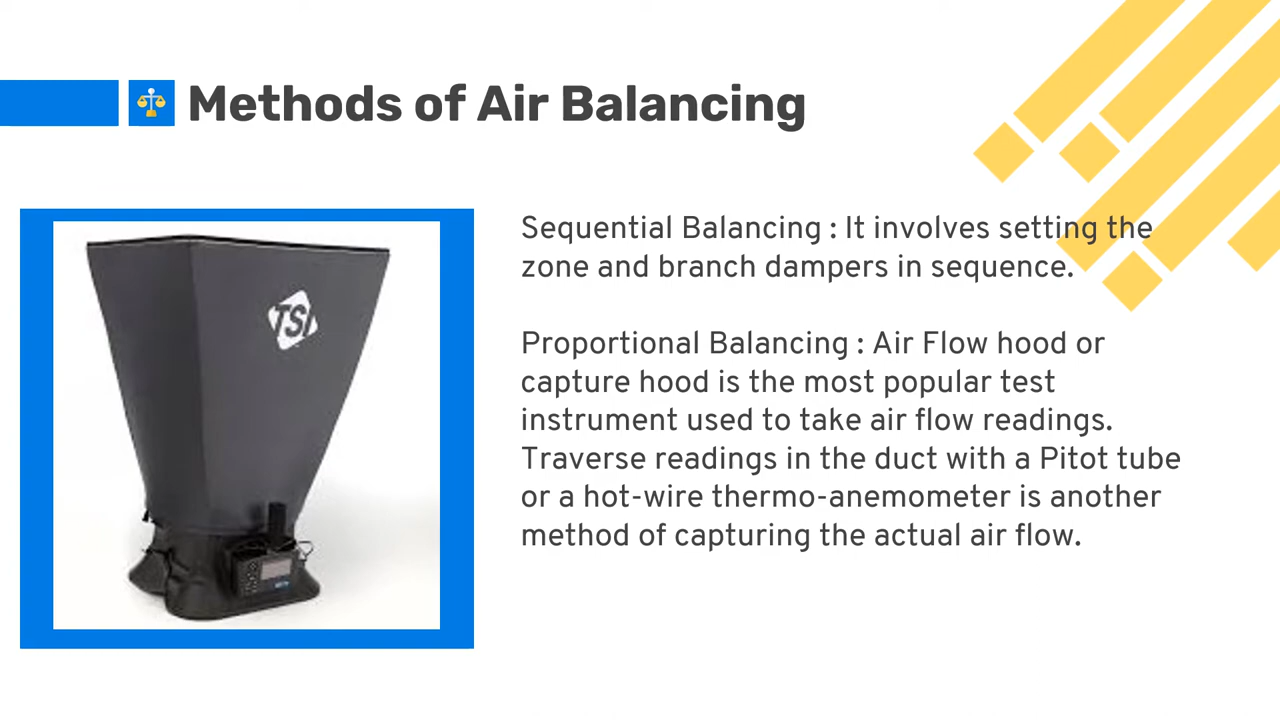 Methods of Air Balancing
TSI
Sequential Balancing : It involves setting the
zone and branch dampers in sequence.
Proportional Balancing : Air Flow hood or
capture hood is the most popular test
instrument used to take air flow readings.
Traverse readings in the duct with a Pitot tube
or a hot-wire thermo-anemometer is another
method of capturing the actual air flow.